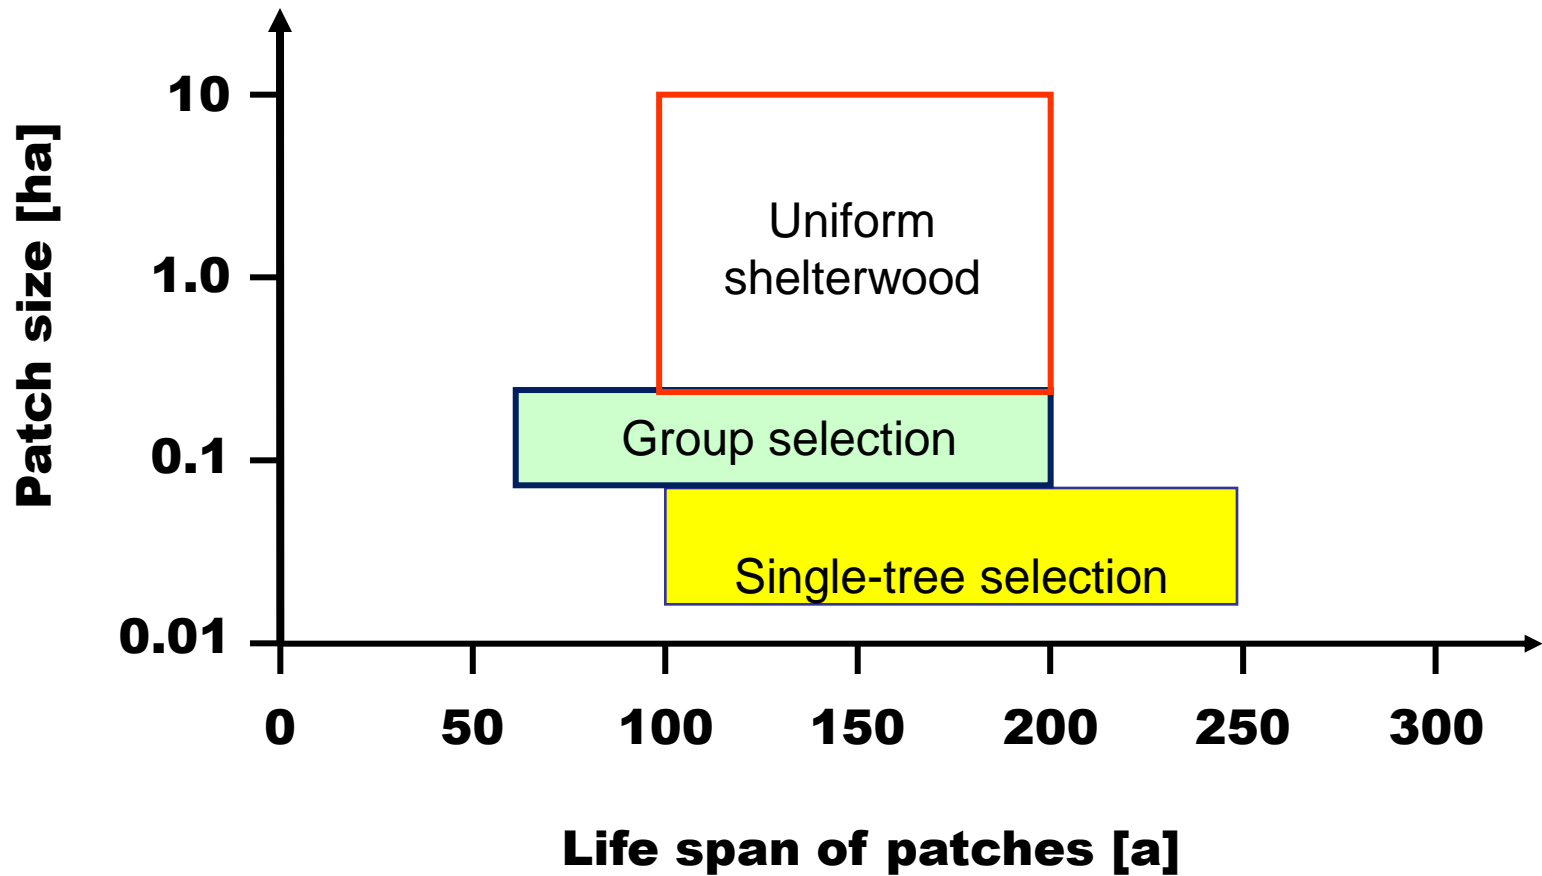 Patch size [ha]
10
1.0
0.1
0.01
Uniform
shelterwood
Group selection
Single-tree selection
0 50 100 150 200 250 300
Life span of patches [a]